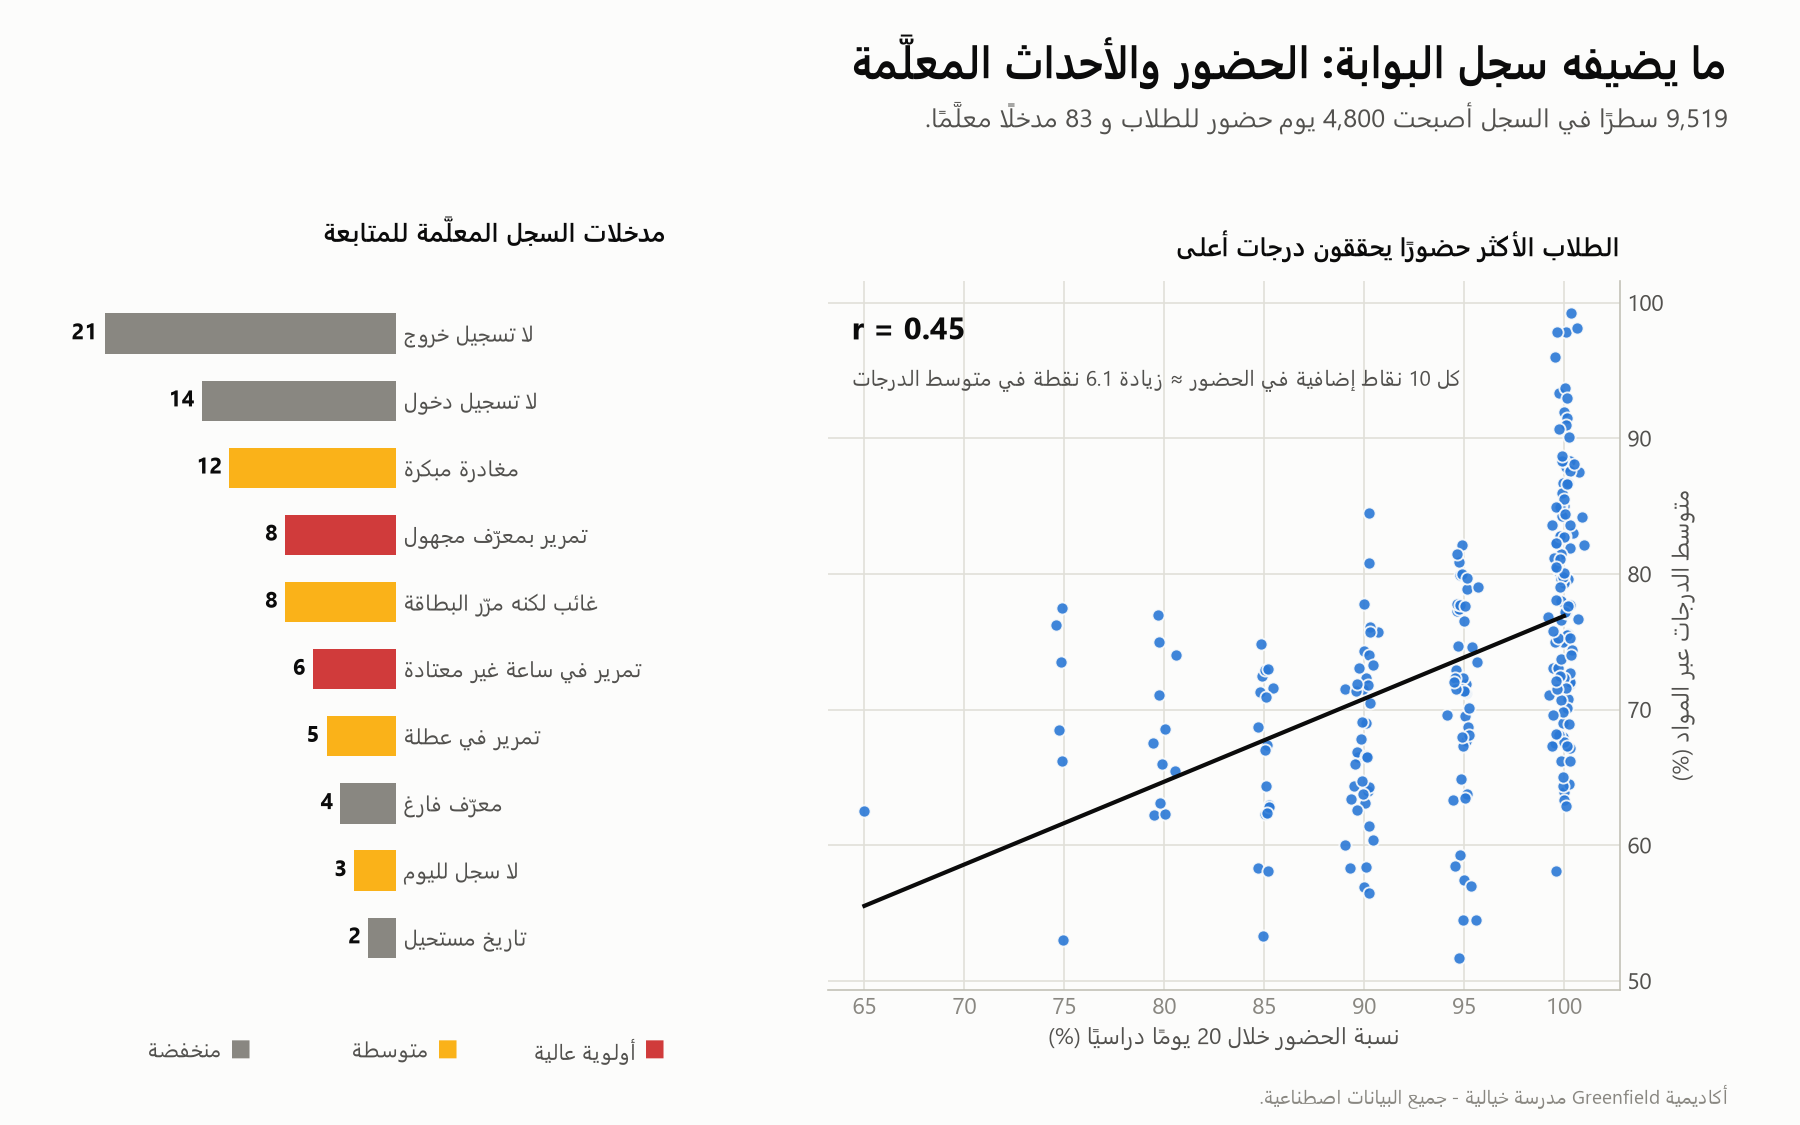 ما يضيفه سجل البوابة: الحضور والأحداث المعلَّمة
9,519 سطرًا في السجل أصبحت 4,800 يوم حضور للطلاب و 83 مدخلًا معلَّمًا.
الطلاب الأكثر حضورًا يحققون درجات أعلى
r = 0.45
كل 10 نقاط إضافية في الحضور ≈ زيادة 6.1 نقطة في متوسط الدرجات
100
90
80
70
60
50
متوسط الدرجات عبر المواد (%)
65 70 75 80 85 90 95 100
نسبة الحضور خلال 20 يومًا دراسيًا (%)
مدخلات السجل المعلَّمة للمتابعة
لا تسجيل خروج 21
لا تسجيل دخول 14
مغادرة مبكرة 12
تمرير بمعرّف مجهول 8
غائب لكنه مرّر البطاقة 8
تمرير في ساعة غير معتادة 6
تمرير في عطلة 5
معرّف فارغ 4
لا سجل لليوم 3
تاريخ مستحيل 2
أولوية عالية
متوسطة
منخفضة
أكاديمية Greenfield مدرسة خيالية - جميع البيانات اصطناعية.